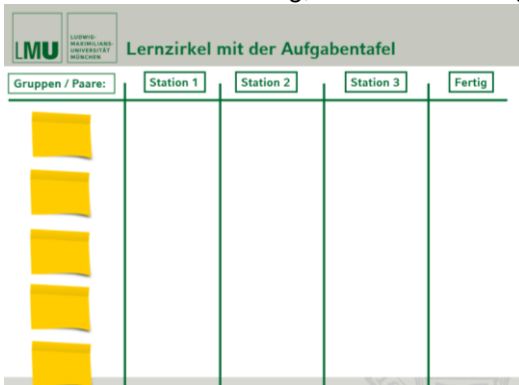 LMU
LUDWIG-
MAXIMILIANS-
UNIVERSITÄT
MÜNCHEN
Lernzirkel mit der Aufgabentafel
Gruppen / Paare:
Station 1
Station 2
Station 3
Fertig